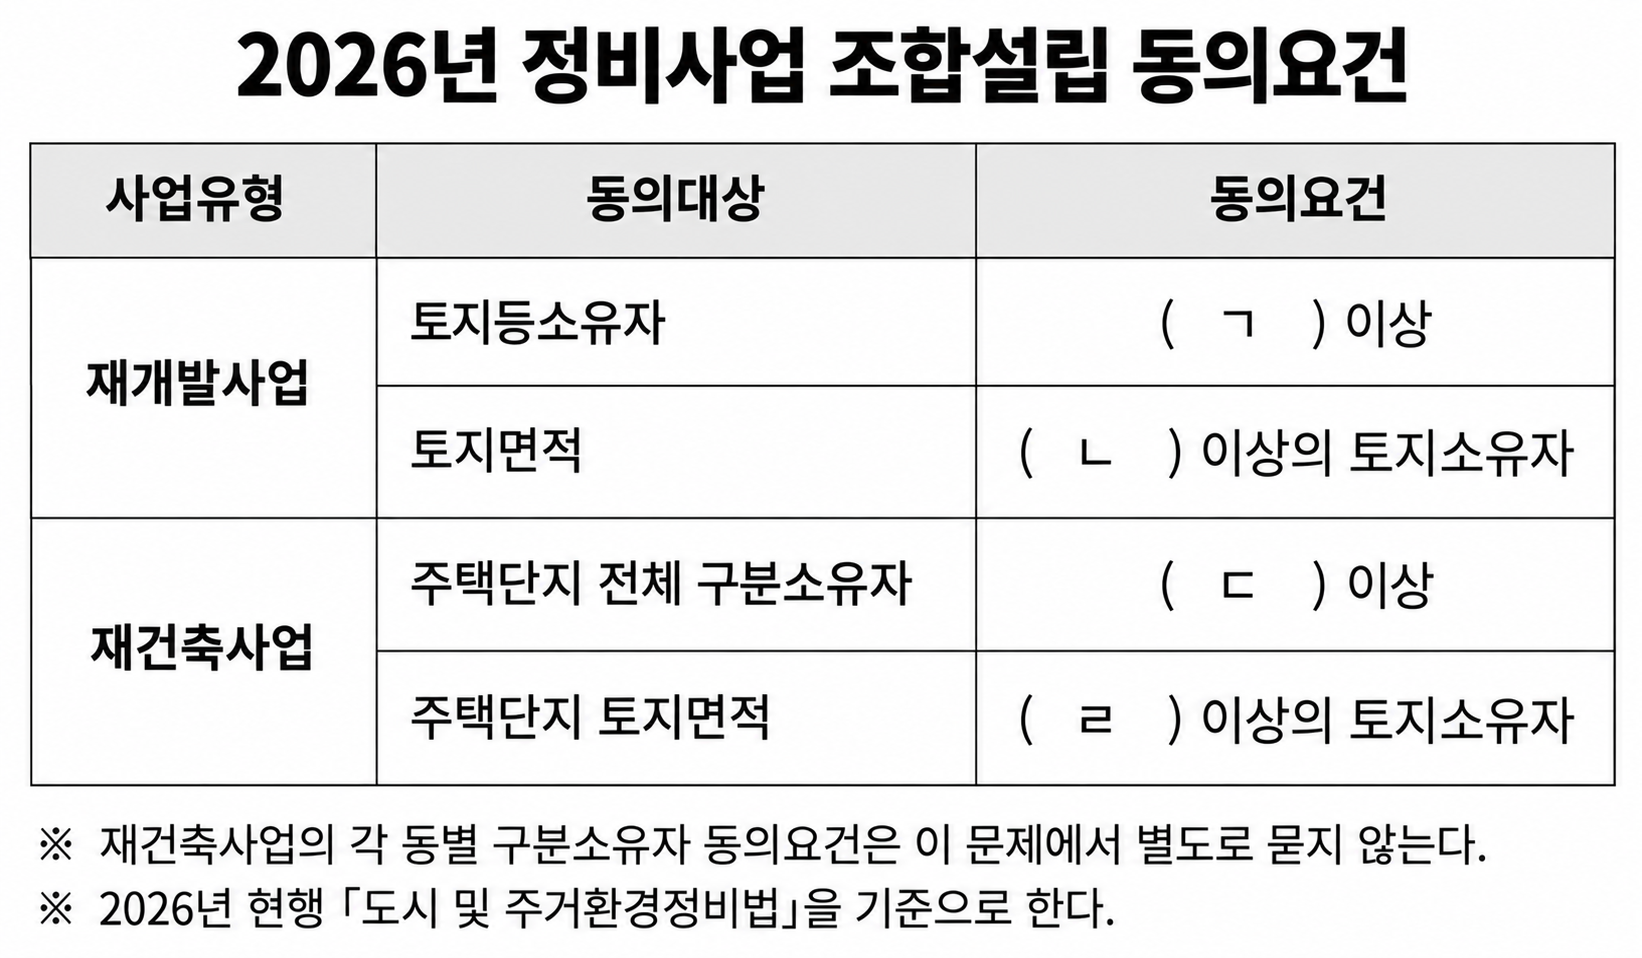 2026년 정비사업 조합설립 동의요건
사업유형 동의대상 동의요건
재개발사업
토지등소유자 ( ㄱ ) 이상
토지면적 ( ㄴ ) 이상의 토지소유자
재건축사업
주택단지 전체 구분소유자 ( ㄷ ) 이상
주택단지 토지면적 ( ㄹ ) 이상의 토지소유자
※ 재건축사업의 각 동별 구분소유자 동의요건은 이 문제에서 별도로 묻지 않는다.
※ 2026년 현행 「도시 및 주거환경정비법」을 기준으로 한다.